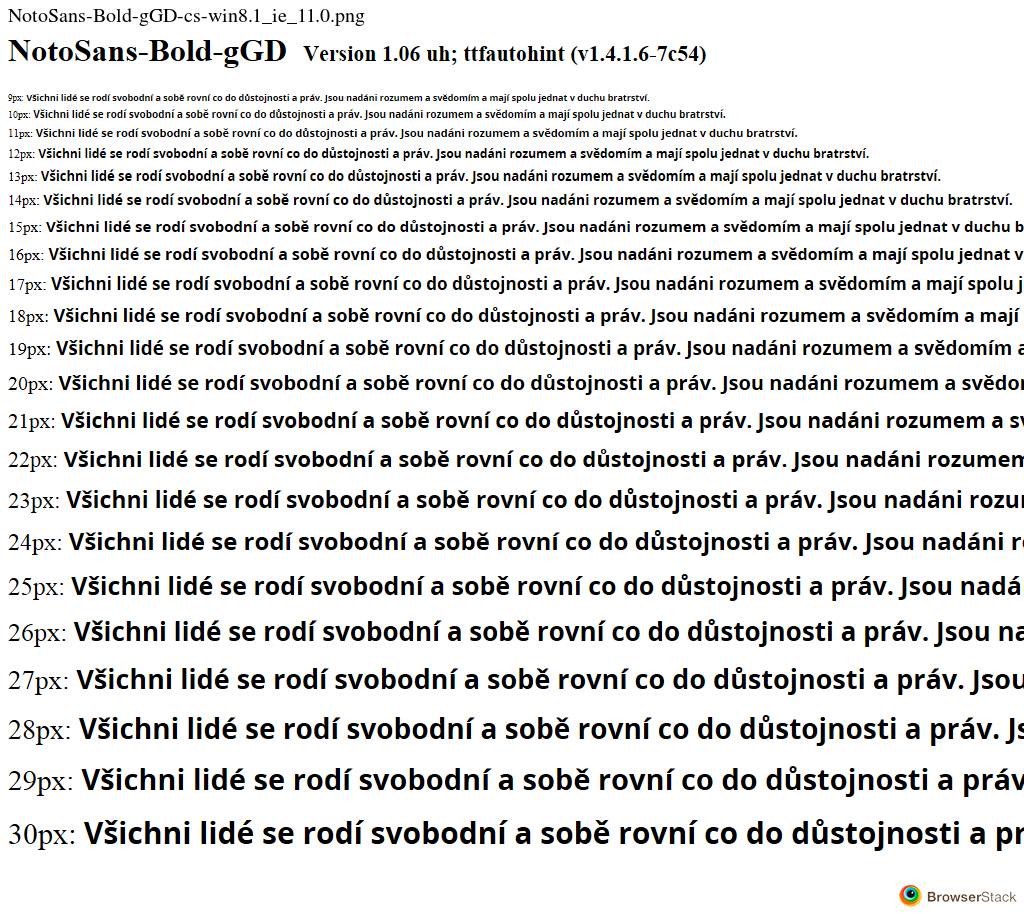 NotoSans-Bold-gGD-cs-win8.1_ie_11.0.png
NotoSans-Bold-gGD Version 1.06 uh; ttfautohint (v1.4.1.6-7c54)
9px: Všichni lidé se rodí svobodní a sobě rovní co do důstojnosti a práv. Jsou nadáni rozumem a svědomím a mají spolu jednat v duchu bratrství.
10px: Všichni lidé se rodí svobodní a sobě rovní co do důstojnosti a práv. Jsou nadáni rozumem a svědomím a mají spolu jednat v duchu bratrství.
11px: Všichni lidé se rodí svobodní a sobě rovní co do důstojnosti a práv. Jsou nadáni rozumem a svědomím a mají spolu jednat v duchu bratrství.
12px: Všichni lidé se rodí svobodní a sobě rovní co do důstojnosti a práv. Jsou nadáni rozumem a svědomím a mají spolu jednat v duchu bratrství.
13px: Všichni lidé se rodí svobodní a sobě rovní co do důstojnosti a práv. Jsou nadáni rozumem a svědomím a mají spolu jednat v duchu bratrství.
14px: Všichni lidé se rodí svobodní a sobě rovní co do důstojnosti a práv. Jsou nadáni rozumem a svědomím a mají spolu jednat v duchu bratrství.
15px: Všichni lidé se rodí svobodní a sobě rovní co do důstojnosti a práv. Jsou nadáni rozumem a svědomím a mají spolu jednat v duchu b
16px: Všichni lidé se rodí svobodní a sobě rovní co do důstojnosti a práv. Jsou nadáni rozumem a svědomím a mají spolu jednat v
17px: Všichni lidé se rodí svobodní a sobě rovní co do důstojnosti a práv. Jsou nadáni rozumem a svědomím a mají spolu j
18px: Všichni lidé se rodí svobodní a sobě rovní co do důstojnosti a práv. Jsou nadáni rozumem a svědomím a mají
19px: Všichni lidé se rodí svobodní a sobě rovní co do důstojnosti a práv. Jsou nadáni rozumem a svědomím a
20px: Všichni lidé se rodí svobodní a sobě rovní co do důstojnosti a práv. Jsou nadáni rozumem a svědo
21px: Všichni lidé se rodí svobodní a sobě rovní co do důstojnosti a práv. Jsou nadáni rozumem a sv
22px: Všichni lidé se rodí svobodní a sobě rovní co do důstojnosti a práv. Jsou nadáni rozumem
23px: Všichni lidé se rodí svobodní a sobě rovní co do důstojnosti a práv. Jsou nadáni rozu
24px: Všichni lidé se rodí svobodní a sobě rovní co do důstojnosti a práv. Jsou nadáni r
25px: Všichni lidé se rodí svobodní a sobě rovní co do důstojnosti a práv. Jsou nadá
26px: Všichni lidé se rodí svobodní a sobě rovní co do důstojnosti a práv. Jsou na
27px: Všichni lidé se rodí svobodní a sobě rovní co do důstojnosti a práv. Jsou
28px: Všichni lidé se rodí svobodní a sobě rovní co do důstojnosti a práv. Js
29px: Všichni lidé se rodí svobodní a sobě rovní co do důstojnosti a práv
30px: Všichni lidé se rodí svobodní a sobě rovní co do důstojnosti a pr
BrowserStack